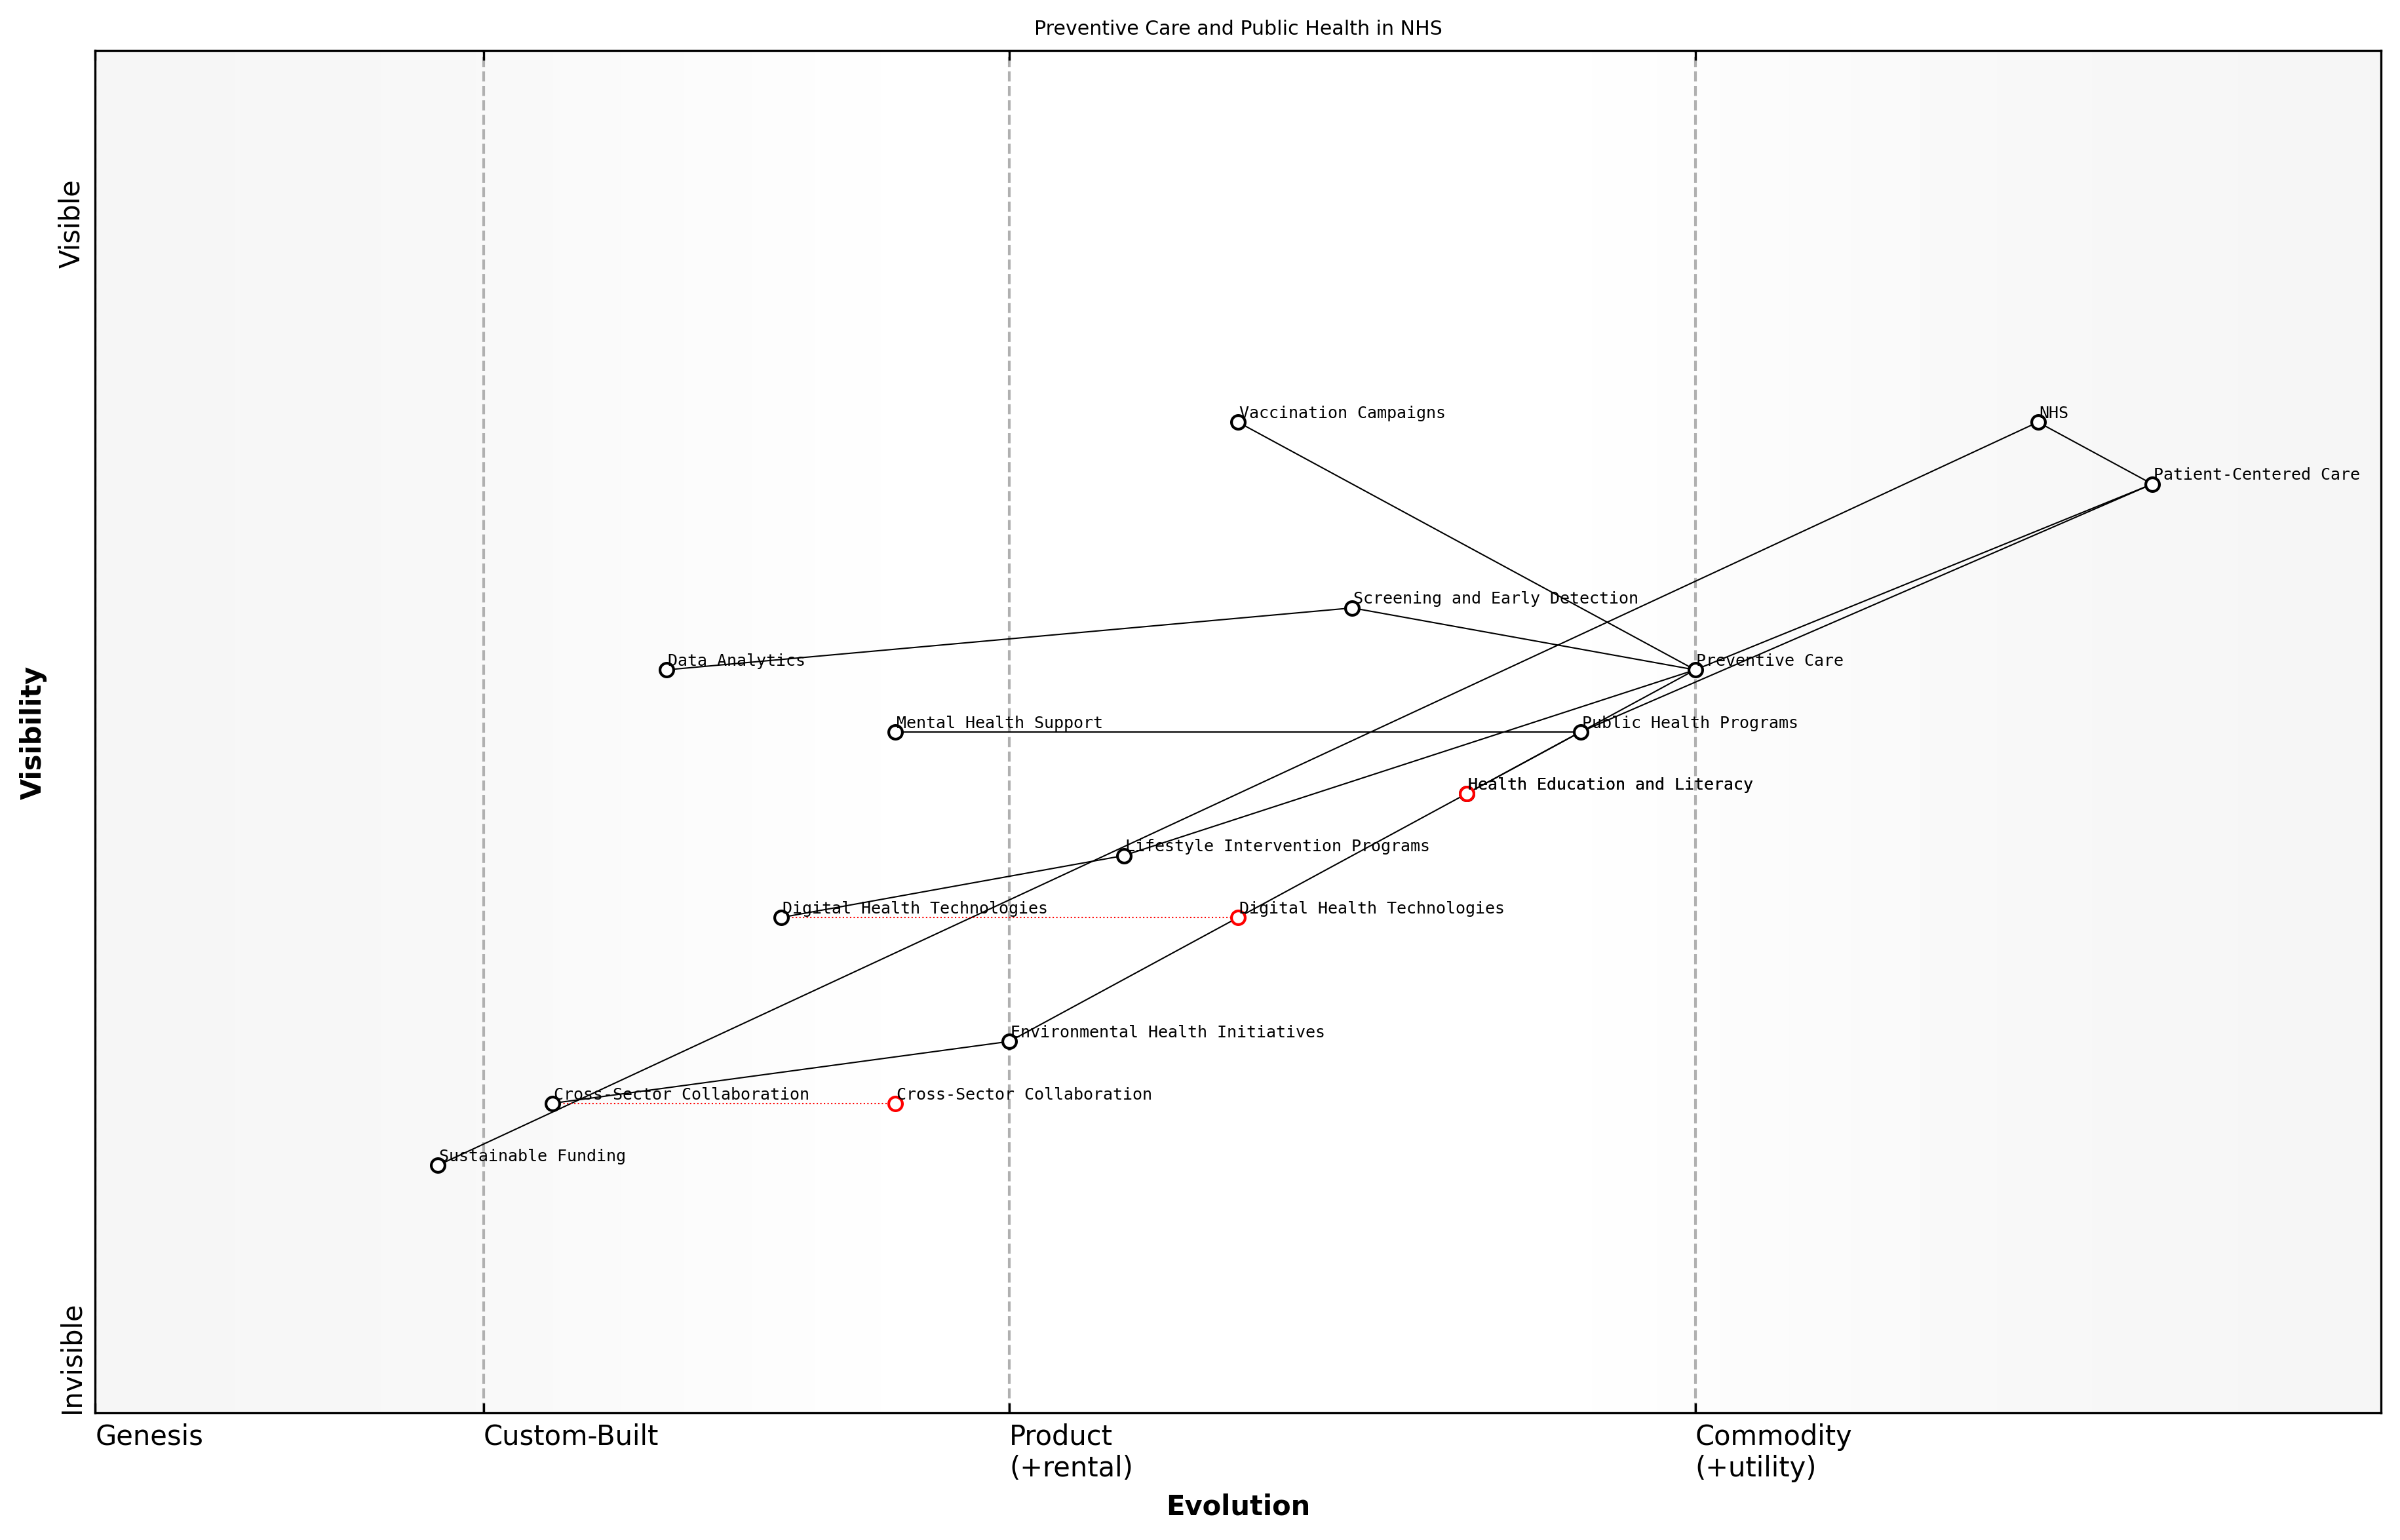 Preventive Care and Public Health in NHS
Visible
Vaccination Campaigns
NHS
Patient-Centered Care
Screening and Early Detection
Data Analytics
Preventive Care
Visibility
Mental Health Support
Public Health Programs
Health Education and Literacy
Lifestyle Intervention Programs
Digital Health Technologies
Digital Health Technologies
Environmental Health Initiatives
Cross-Sector Collaboration
Cross-Sector Collaboration
Sustainable Funding
Invisible
Genesis
Custom-Built
Product
(+rental)
Commodity
(+utility)
Evolution